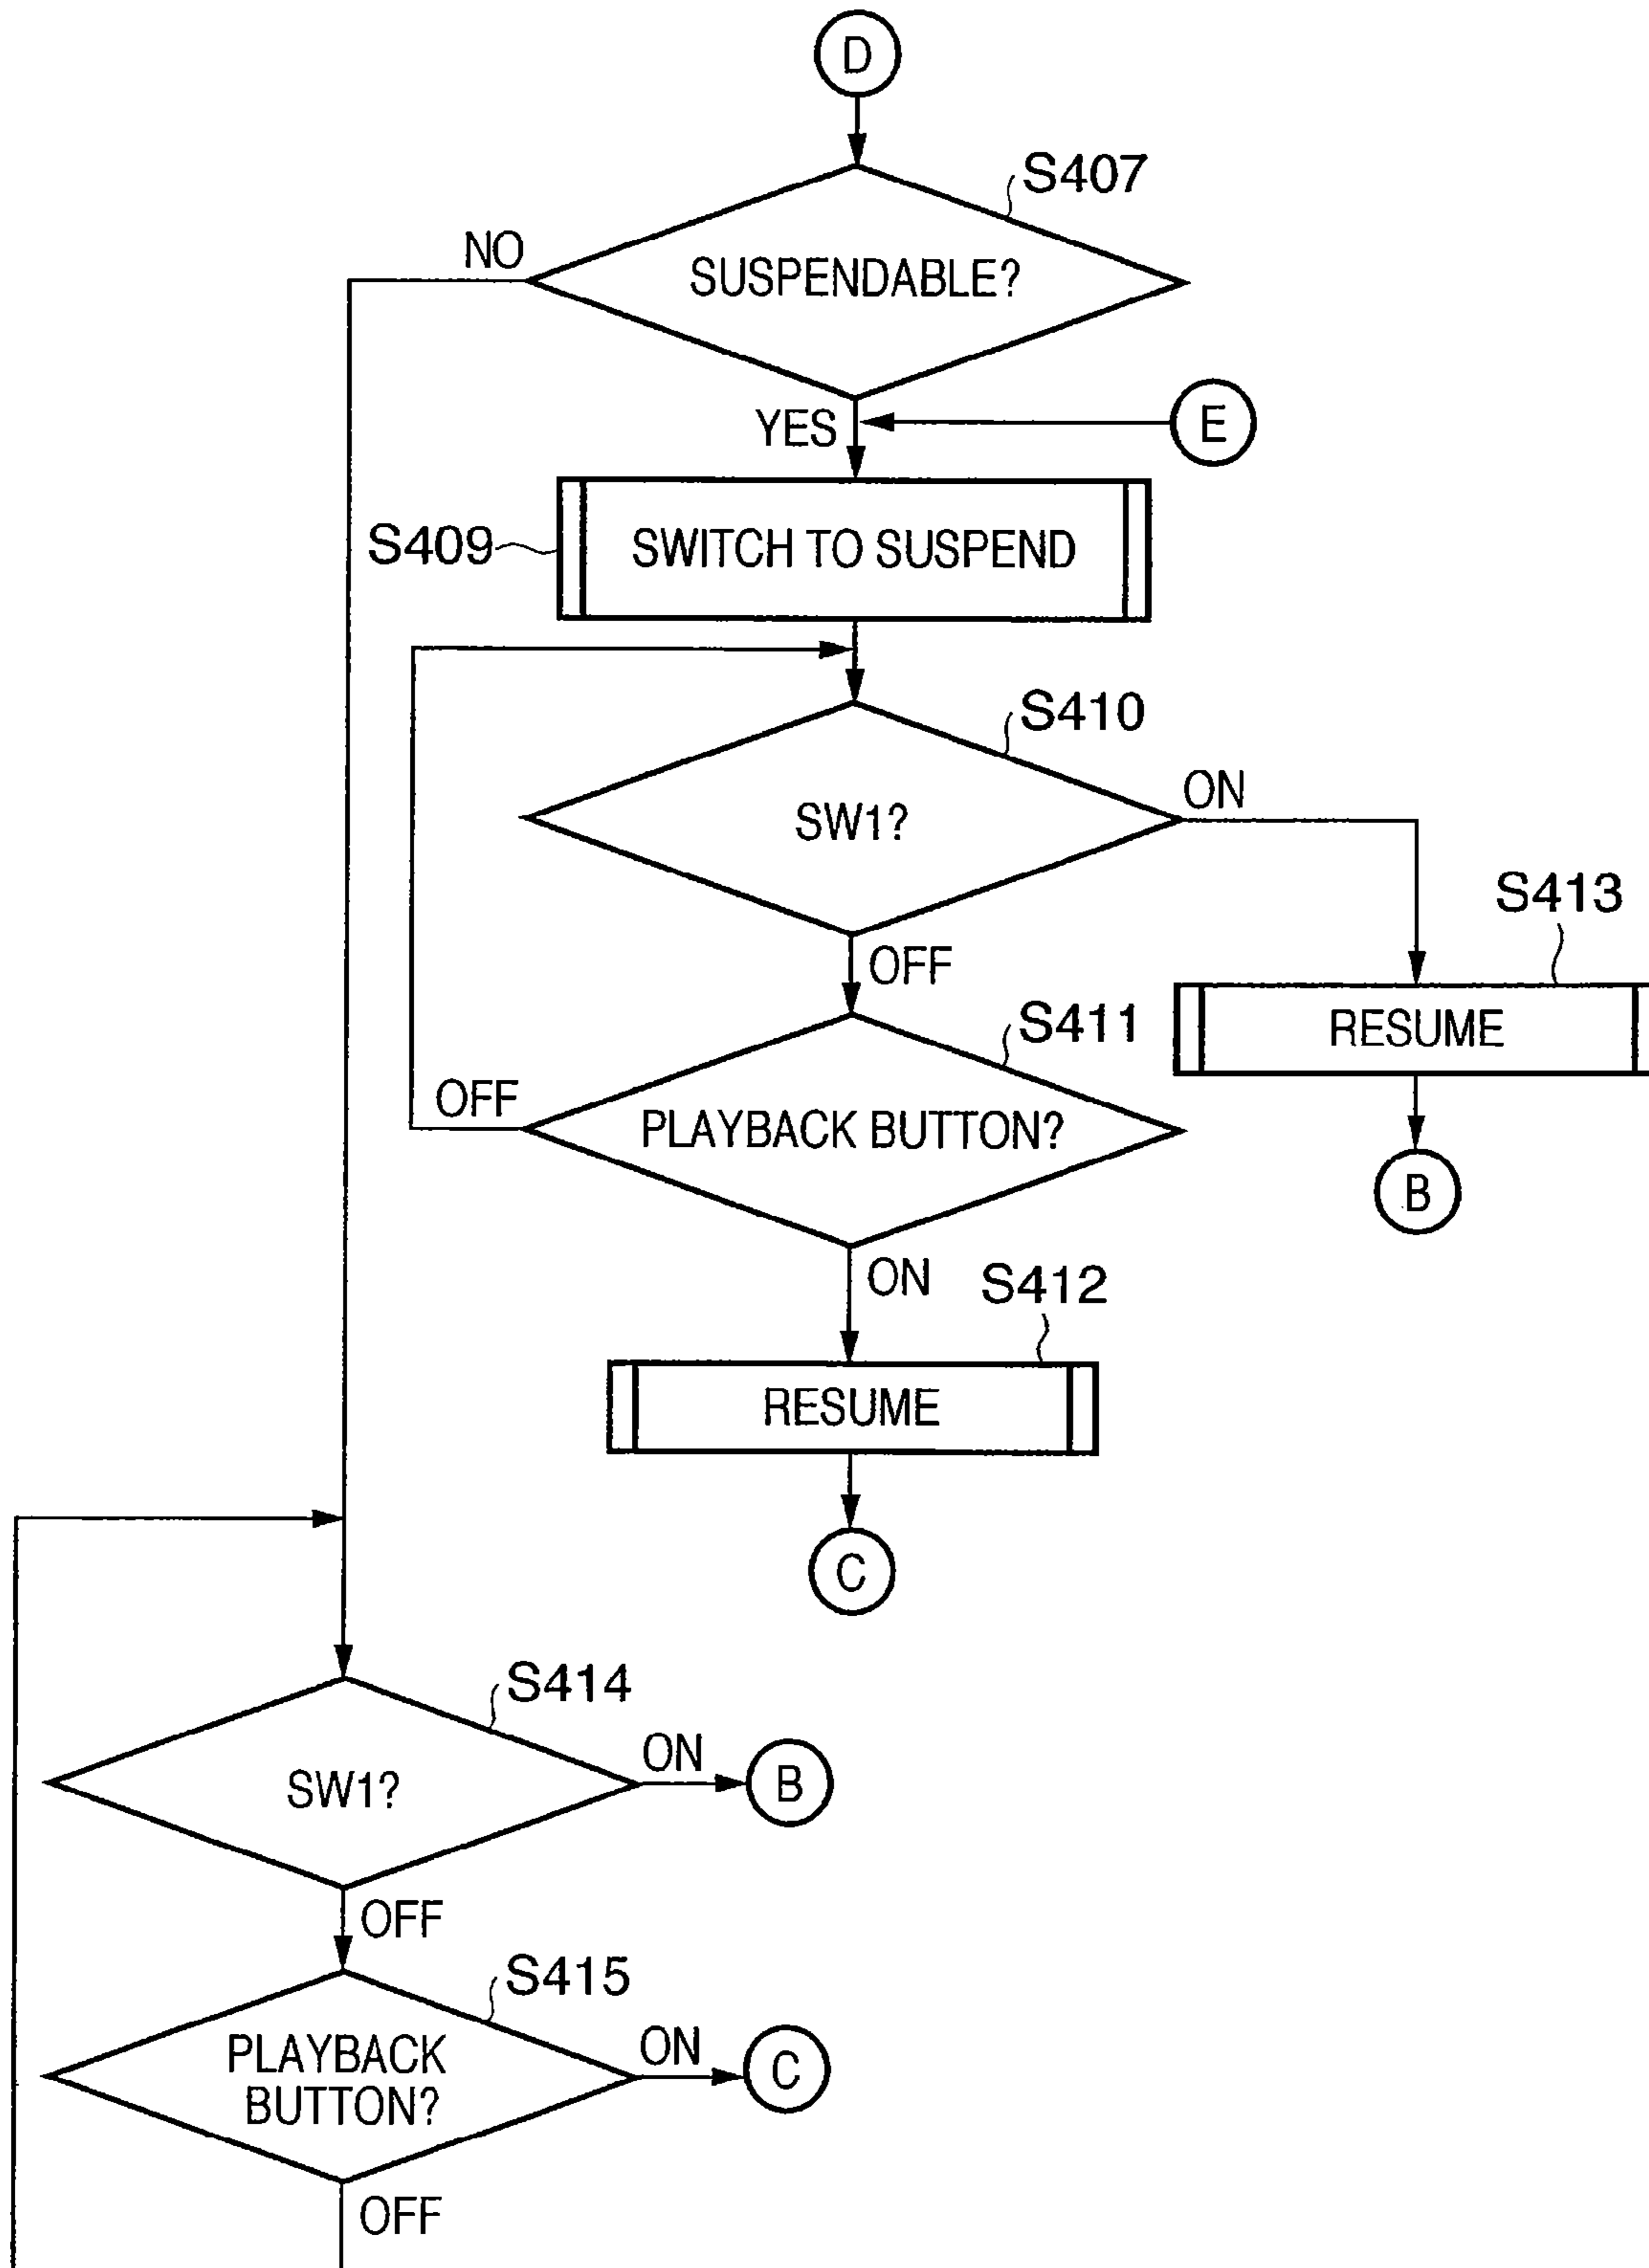 D
S407
NO
SUSPENDABLE?
YES
E
S409
SWITCH TO SUSPEND
S410
ON
SW1?
S413
OFF
RESUME
S411
OFF
PLAYBACK BUTTON?
B
ON
S412
RESUME
C
S414
ON
B
SW1?
OFF
S415
ON
C
PLAYBACK
BUTTON?
OFF